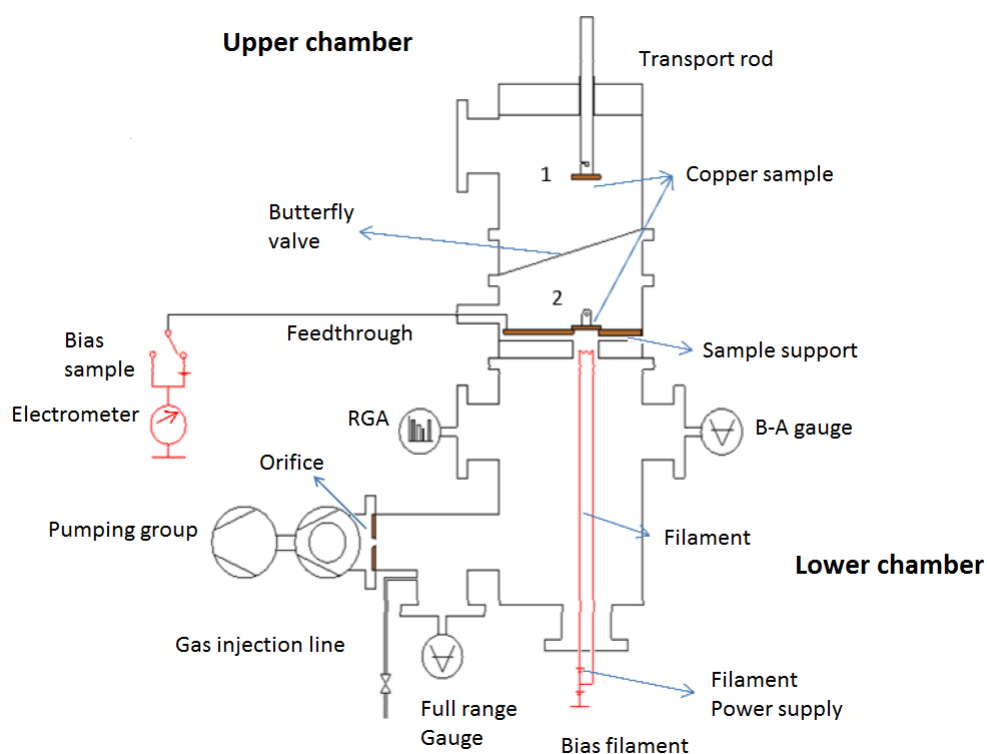 Upper chamber
Transport rod
1
Copper sample
Butterfly
valve
2
Feedthrough
Bias
sample
Sample support
Electrometer
RGA
B-A gauge
Orifice
Pumping group
Filament
Lower chamber
Gas injection line
Filament
Power supply
Full range
Gauge
Bias filament